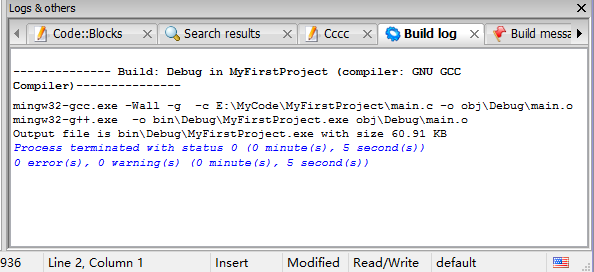 Logs & others
Code::Blocks
Search results
Cccc
Build log
Build messa
-------------- Build: Debug in MyFirstProject (compiler: GNU GCC
Compiler)---------------
mingw32-gcc.exe -Wall -g  -c E:\MyCode\MyFirstProject\main.c -o obj\Debug\main.o
mingw32-g++.exe  -o bin\Debug\MyFirstProject.exe obj\Debug\main.o
Output file is bin\Debug\MyFirstProject.exe with size 60.91 KB
Process terminated with status 0 (0 minute(s), 5 second(s))
0 error(s), 0 warning(s) (0 minute(s), 5 second(s))
936 Line 2, Column 1 Insert Modified Read/Write default